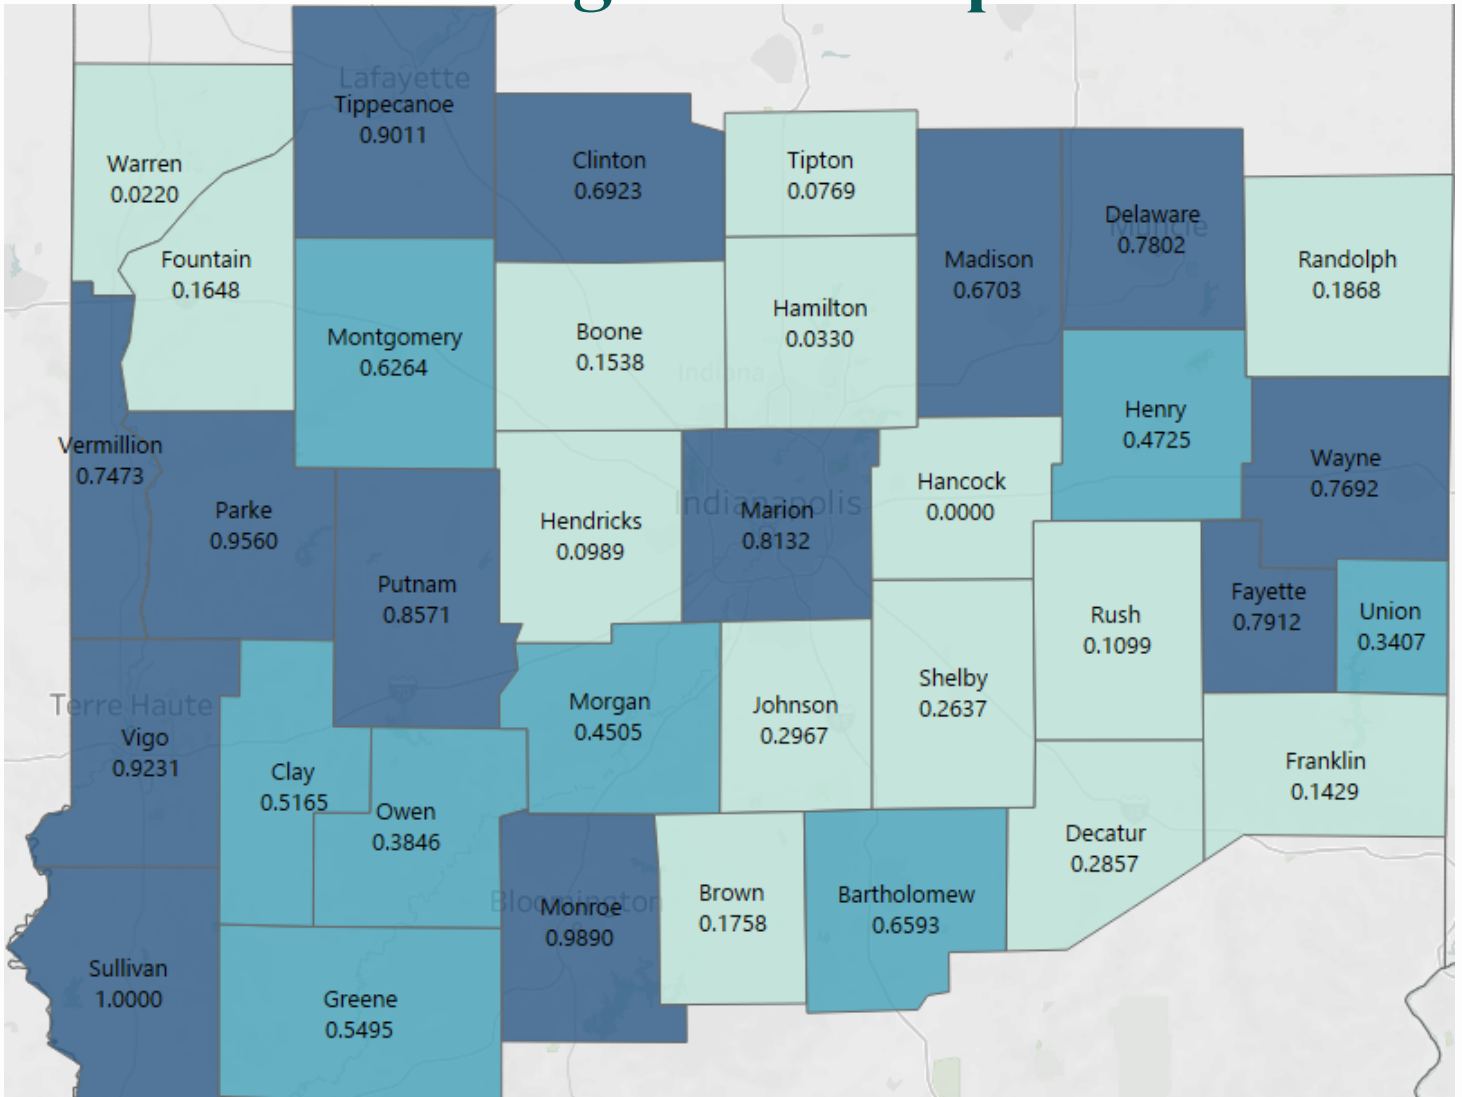 Lafayette
Tippecanoe
0.9011
Warren
0.0220
Clinton
0.6923
Tipton
0.0769
Delaware
Muncie
0.7802
Fountain
0.1648
Madison
0.6703
Randolph
0.1868
Montgomery
0.6264
Boone
0.1538
Hamilton
0.0330
Indiana
Henry
0.4725
Vermillion
0.7473
Wayne
0.7692
Parke
0.9560
Hendricks
0.0989
Indianapolis
Marion
0.8132
Hancock
0.0000
Putnam
0.8571
Rush
0.1099
Fayette
0.7912
Union
0.3407
Terre Haute
Vigo
0.9231
Morgan
0.4505
Johnson
0.2967
Shelby
0.2637
Clay
0.5165
Owen
0.3846
Franklin
0.1429
Decatur
0.2857
Bloomington
Monroe
0.9890
Brown
0.1758
Bartholomew
0.6593
Sullivan
1.0000
Greene
0.5495